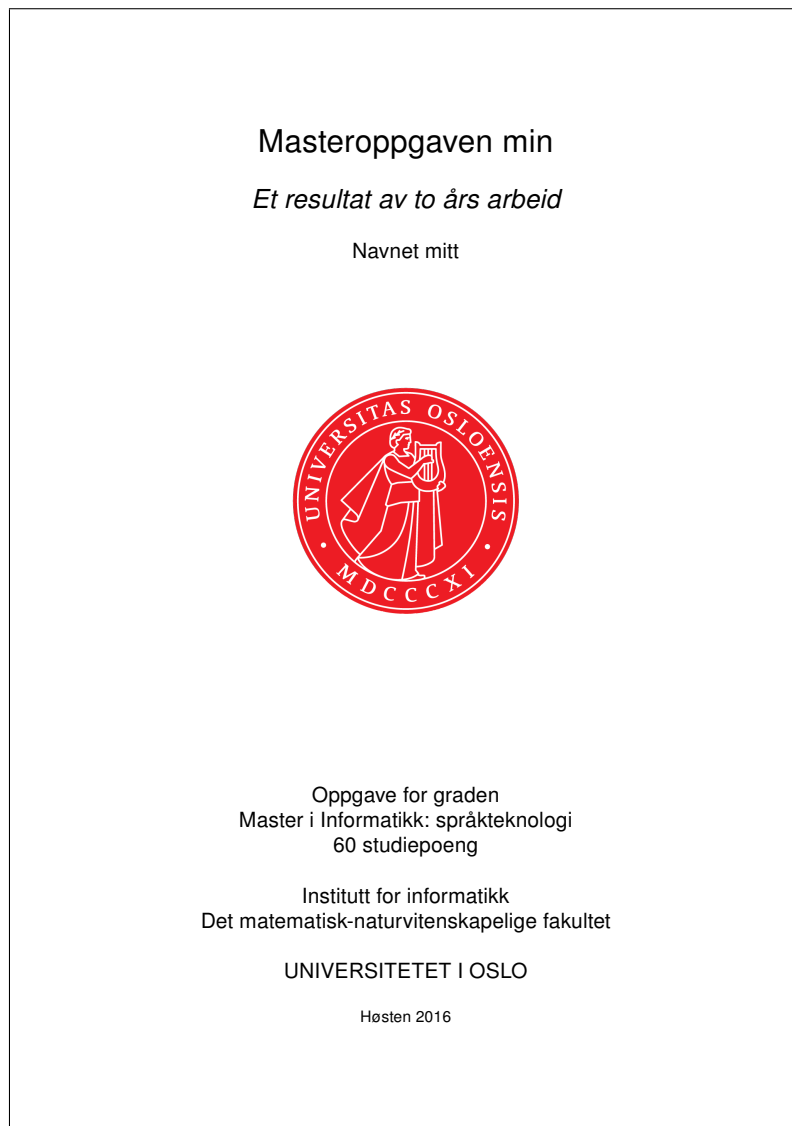 Masteroppgaven min
Et resultat av to års arbeid
Navnet mitt
UNIVERSITAS OSLOENSIS
• MDCCCXI •
Oppgave for graden
Master i Informatikk: språkteknologi
60 studiepoeng
Institutt for informatikk
Det matematisk-naturvitenskapelige fakultet
UNIVERSITETET I OSLO
Høsten 2016